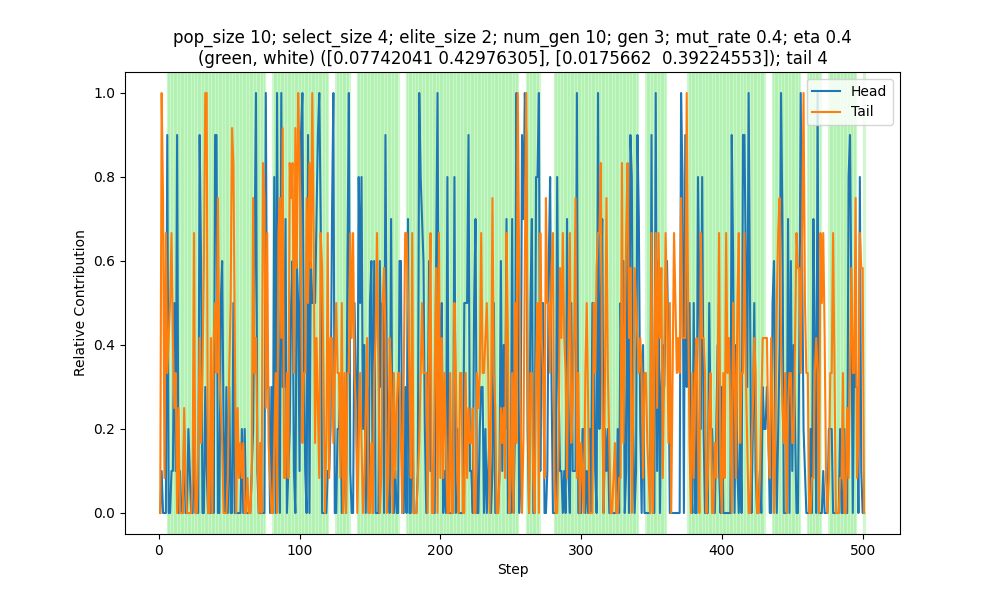 pop_size 10; select_size 4; elite_size 2; num_gen 10; gen 3; mut_rate 0.4; eta 0.4
(green, white) ([0.07742041 0.42976305], [0.0175662  0.39224553]); tail 4
Head
Tail
Relative Contribution
1.0
0.8
0.6
0.4
0.2
0.0
0
100
200
300
400
500
Step